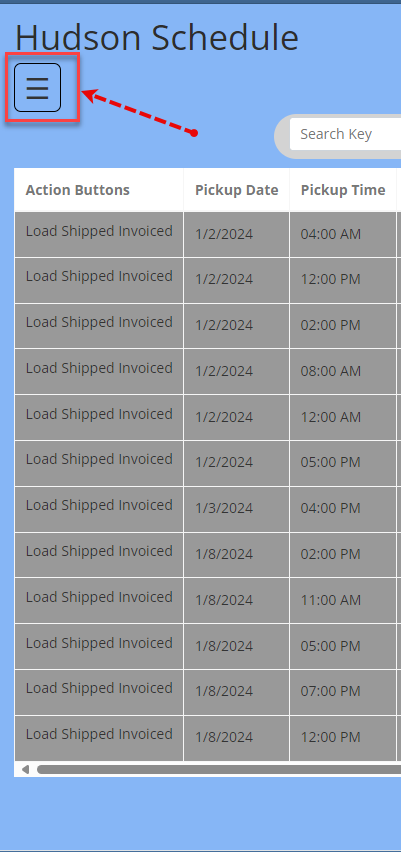 Hudson Schedule
Search Key
Action Buttons Pickup Date Pickup Time
Load Shipped Invoiced 1/2/2024 04:00 AM
Load Shipped Invoiced 1/2/2024 12:00 PM
Load Shipped Invoiced 1/2/2024 02:00 PM
Load Shipped Invoiced 1/2/2024 08:00 AM
Load Shipped Invoiced 1/2/2024 12:00 AM
Load Shipped Invoiced 1/2/2024 05:00 PM
Load Shipped Invoiced 1/3/2024 04:00 PM
Load Shipped Invoiced 1/8/2024 02:00 PM
Load Shipped Invoiced 1/8/2024 11:00 AM
Load Shipped Invoiced 1/8/2024 05:00 PM
Load Shipped Invoiced 1/8/2024 07:00 PM
Load Shipped Invoiced 1/8/2024 12:00 PM